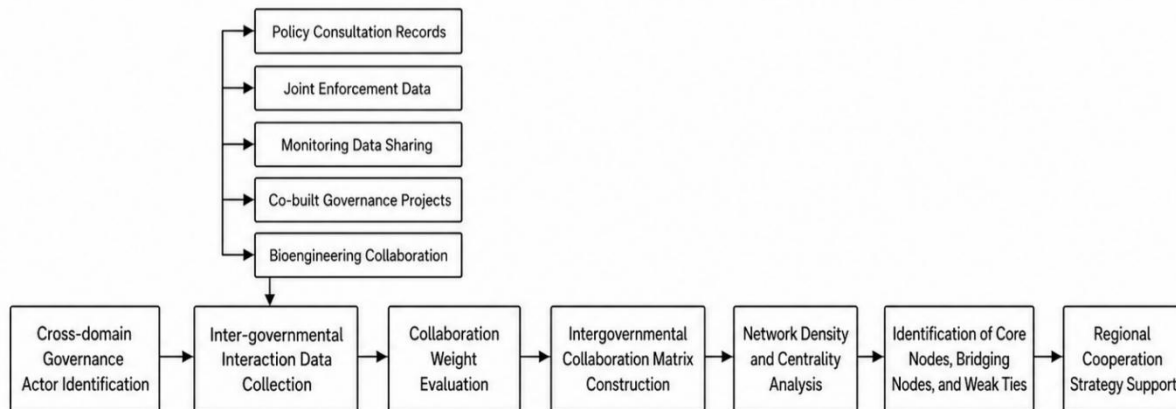 Policy Consultation Records
Joint Enforcement Data
Monitoring Data Sharing
Co-built Governance Projects
Bioengineering Collaboration
Cross-domain
Governance
Actor Identification
Inter-governmental
Interaction Data
Collection
Collaboration
Weight
Evaluation
Intergovernmental
Collaboration Matrix
Construction
Network Density
and Centrality
Analysis
Identification of Core
Nodes, Bridging
Nodes, and Weak Ties
Regional
Cooperation
Strategy Support